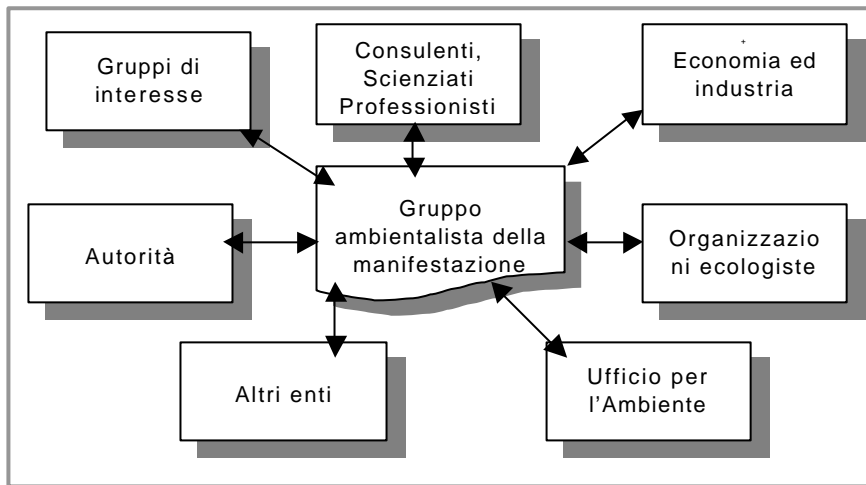 Gruppi di
interesse
Consulenti,
Scienziati
Professionisti
+
Economia ed
industria
Autorità
Gruppo
ambientalista della
manifestazione
Organizzazio
ni ecologiste
Altri enti
Ufficio per
l'Ambiente